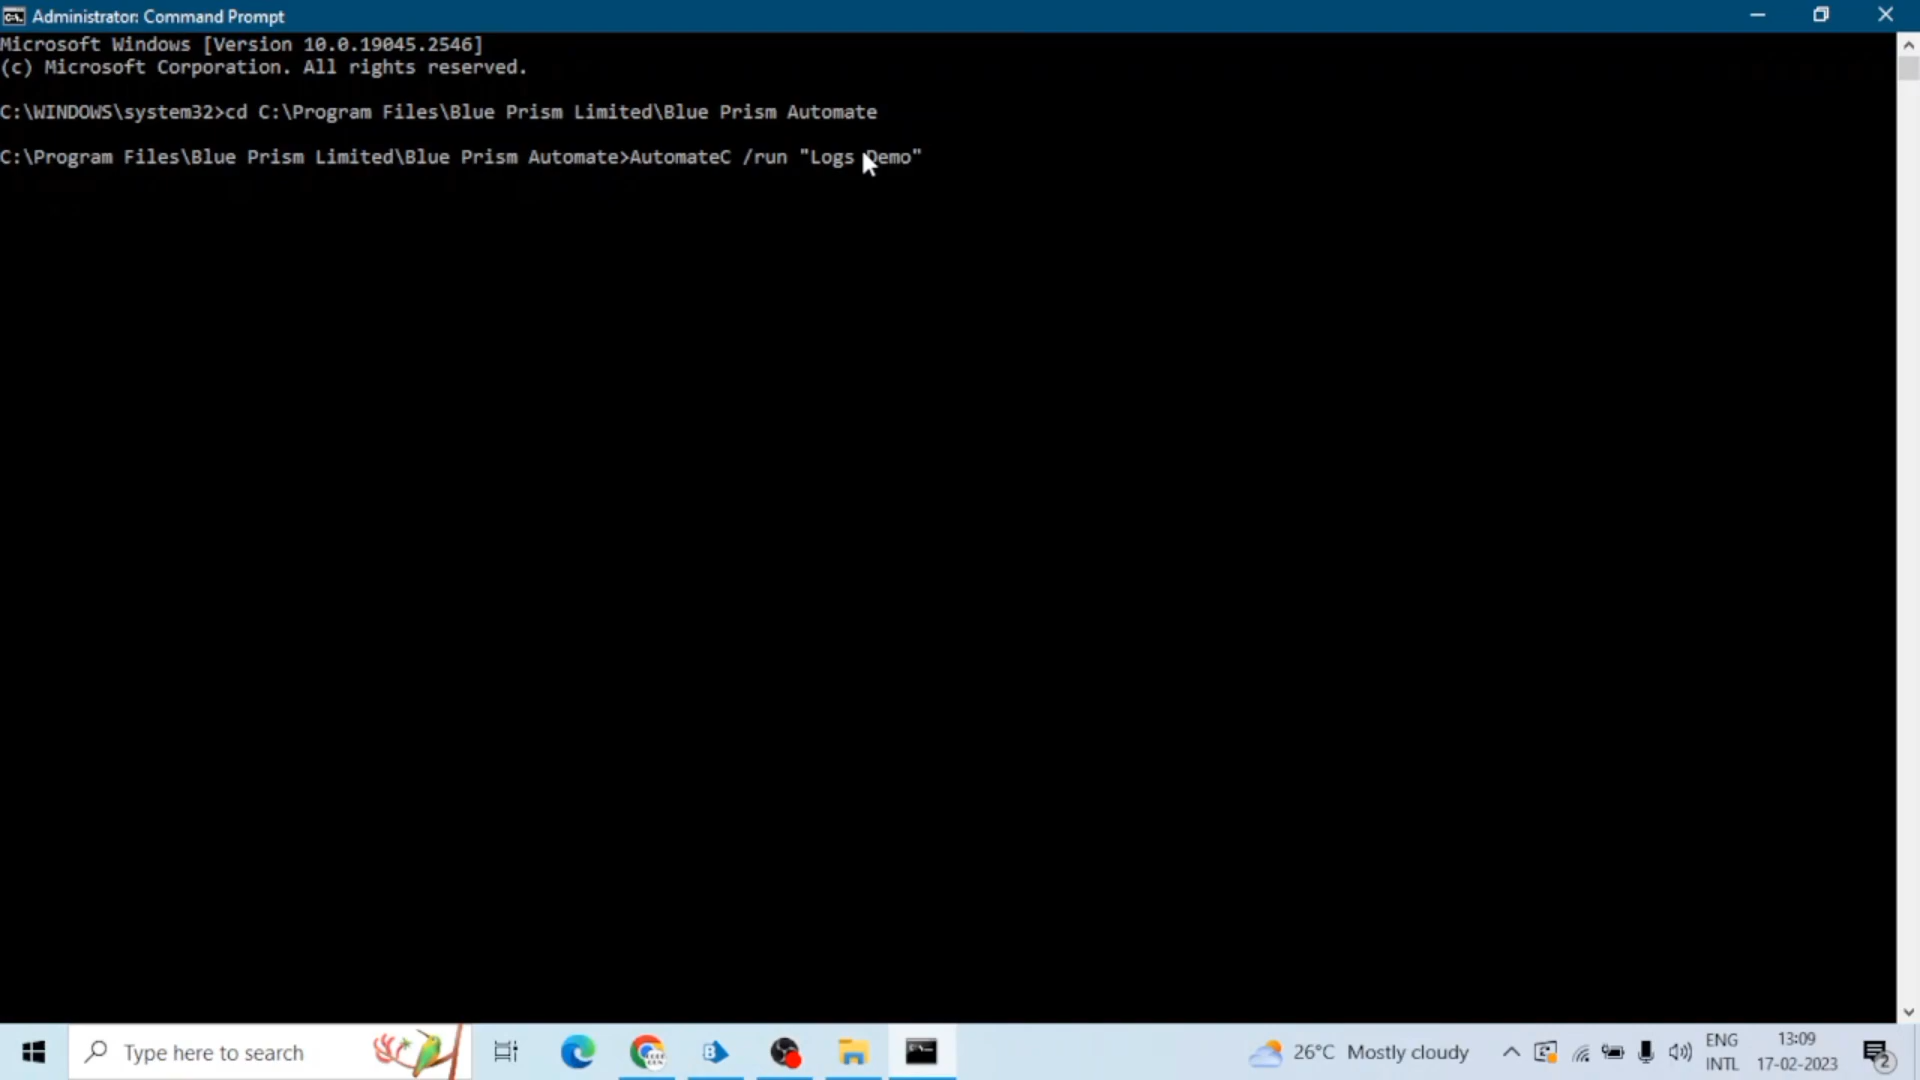 Administrator: Command Prompt
Microsoft Windows [Version 10.0.19045.2546]
(c) Microsoft Corporation. All rights reserved.
C:\WINDOWS\system32>cd C:\Program Files\Blue Prism Limited\Blue Prism Automate
C:\Program Files\Blue Prism Limited\Blue Prism Automate>AutomateC /run "Logs Demo"
Type here to search
26°C Mostly cloudy
ENG
INTL
13:09
17-02-2023
2